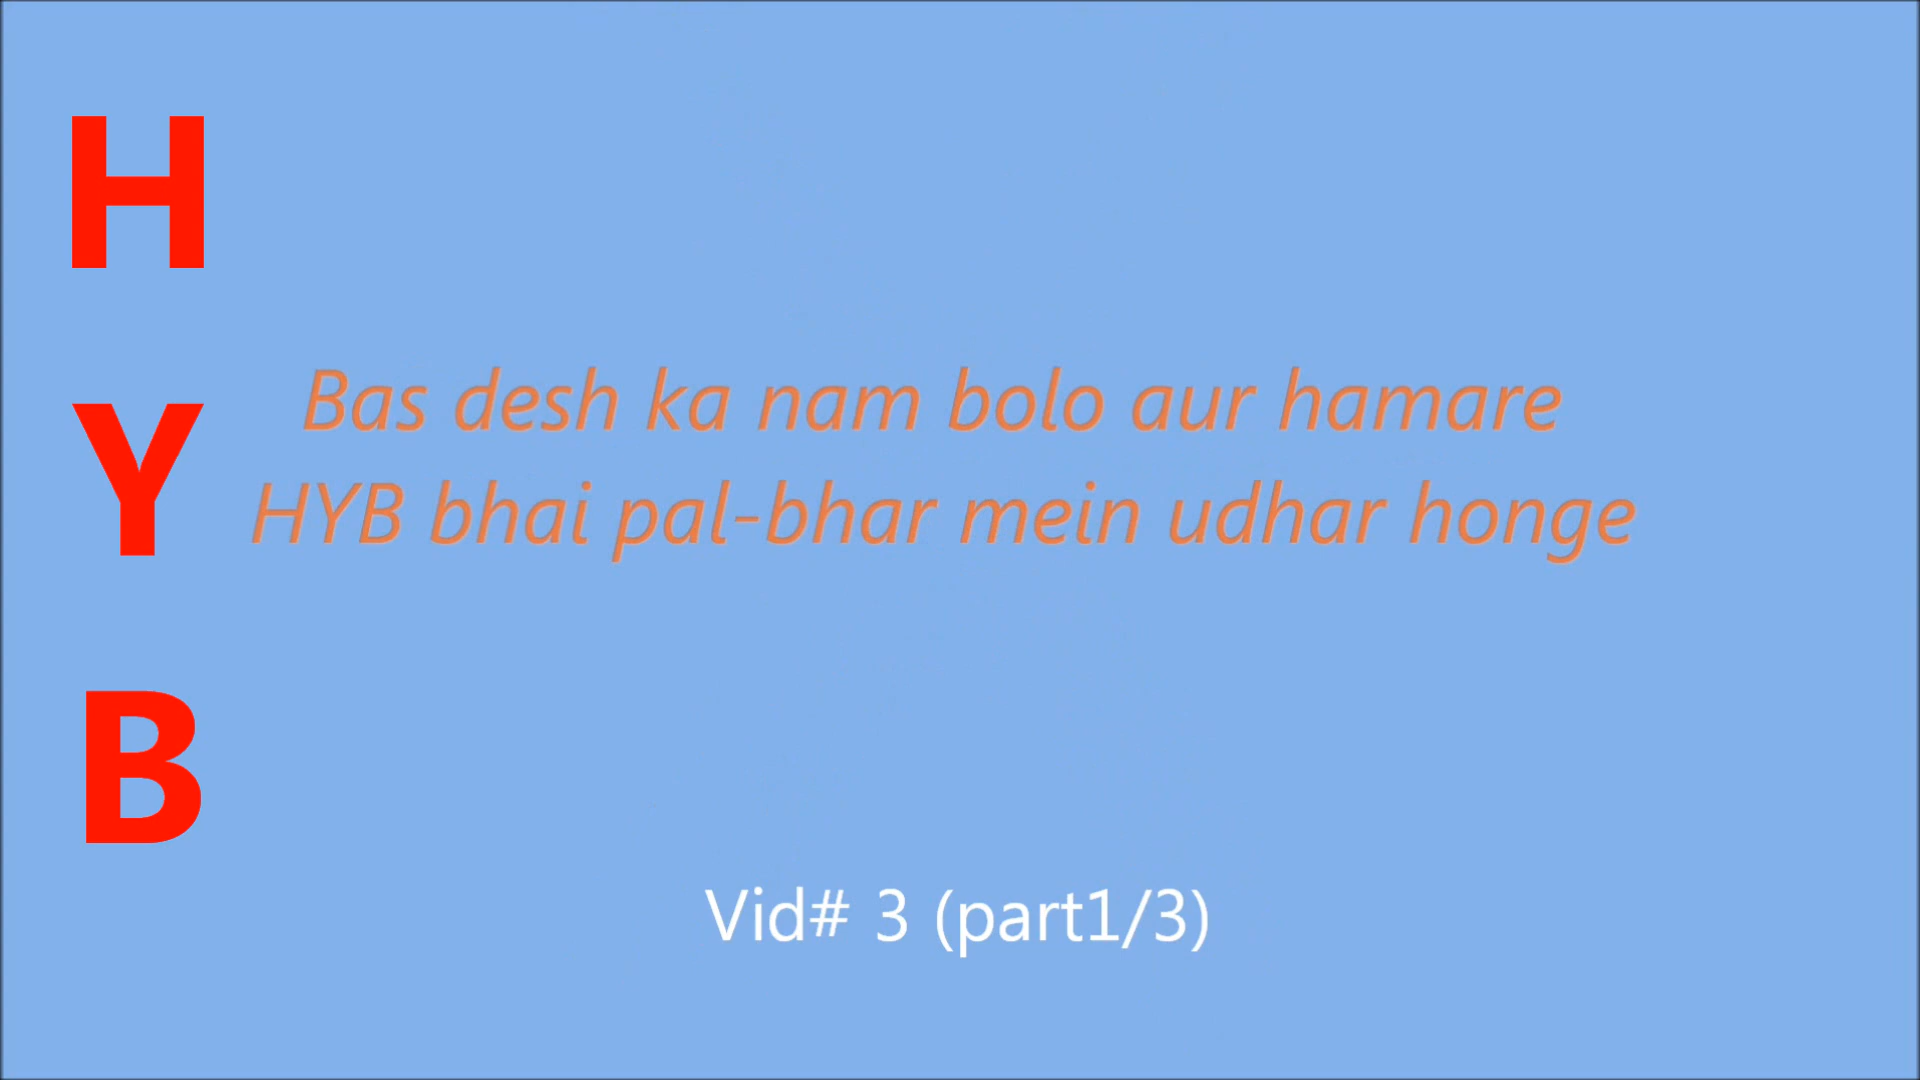 H
Y
B
Bas desh ka nam bolo aur hamare
HYB bhai pal-bhar mein udhar honge
Vid# 3 (part1/3)